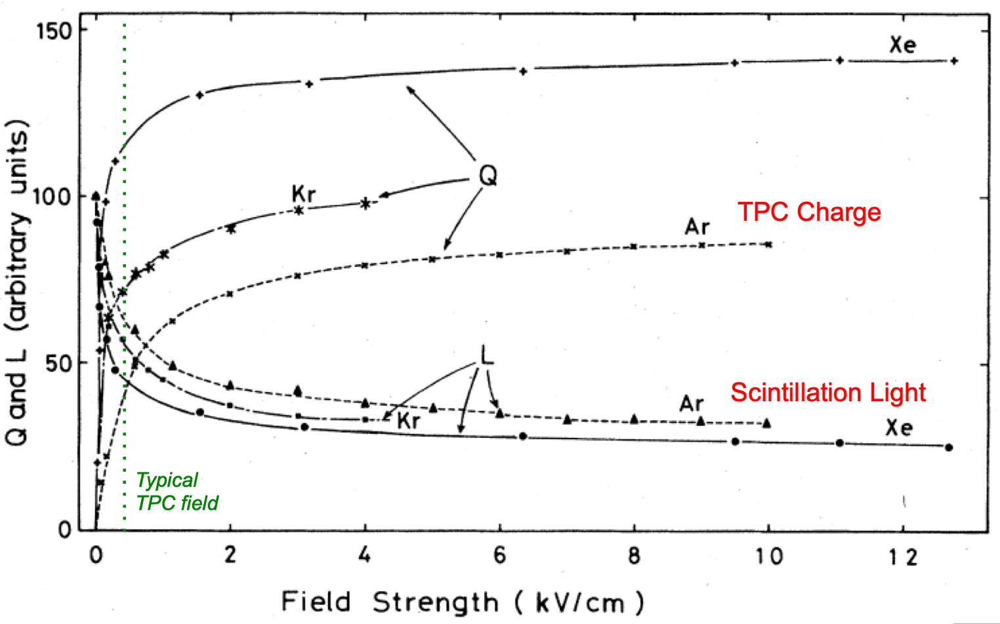 150
Xe
Q
Kr
100
TPC Charge
Ar
L
50
Scintillation Light
Ar
Kr
Xe
Typical
TPC field
0
0 2 4 6 8 10 12
Field Strength (kV/cm)
Q and L (arbitrary units)